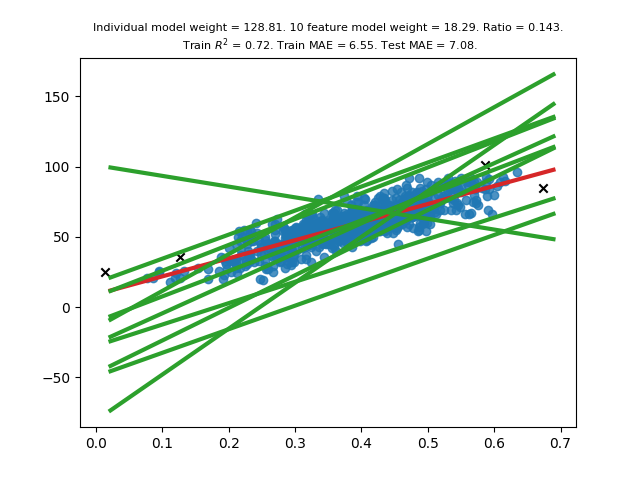 Individual model weight = 128.81. 10 feature model weight = 18.29. Ratio = 0.143.
Train R² = 0.72. Train MAE = 6.55. Test MAE = 7.08.
150
100
50
0
−50
0.0 0.1 0.2 0.3 0.4 0.5 0.6 0.7